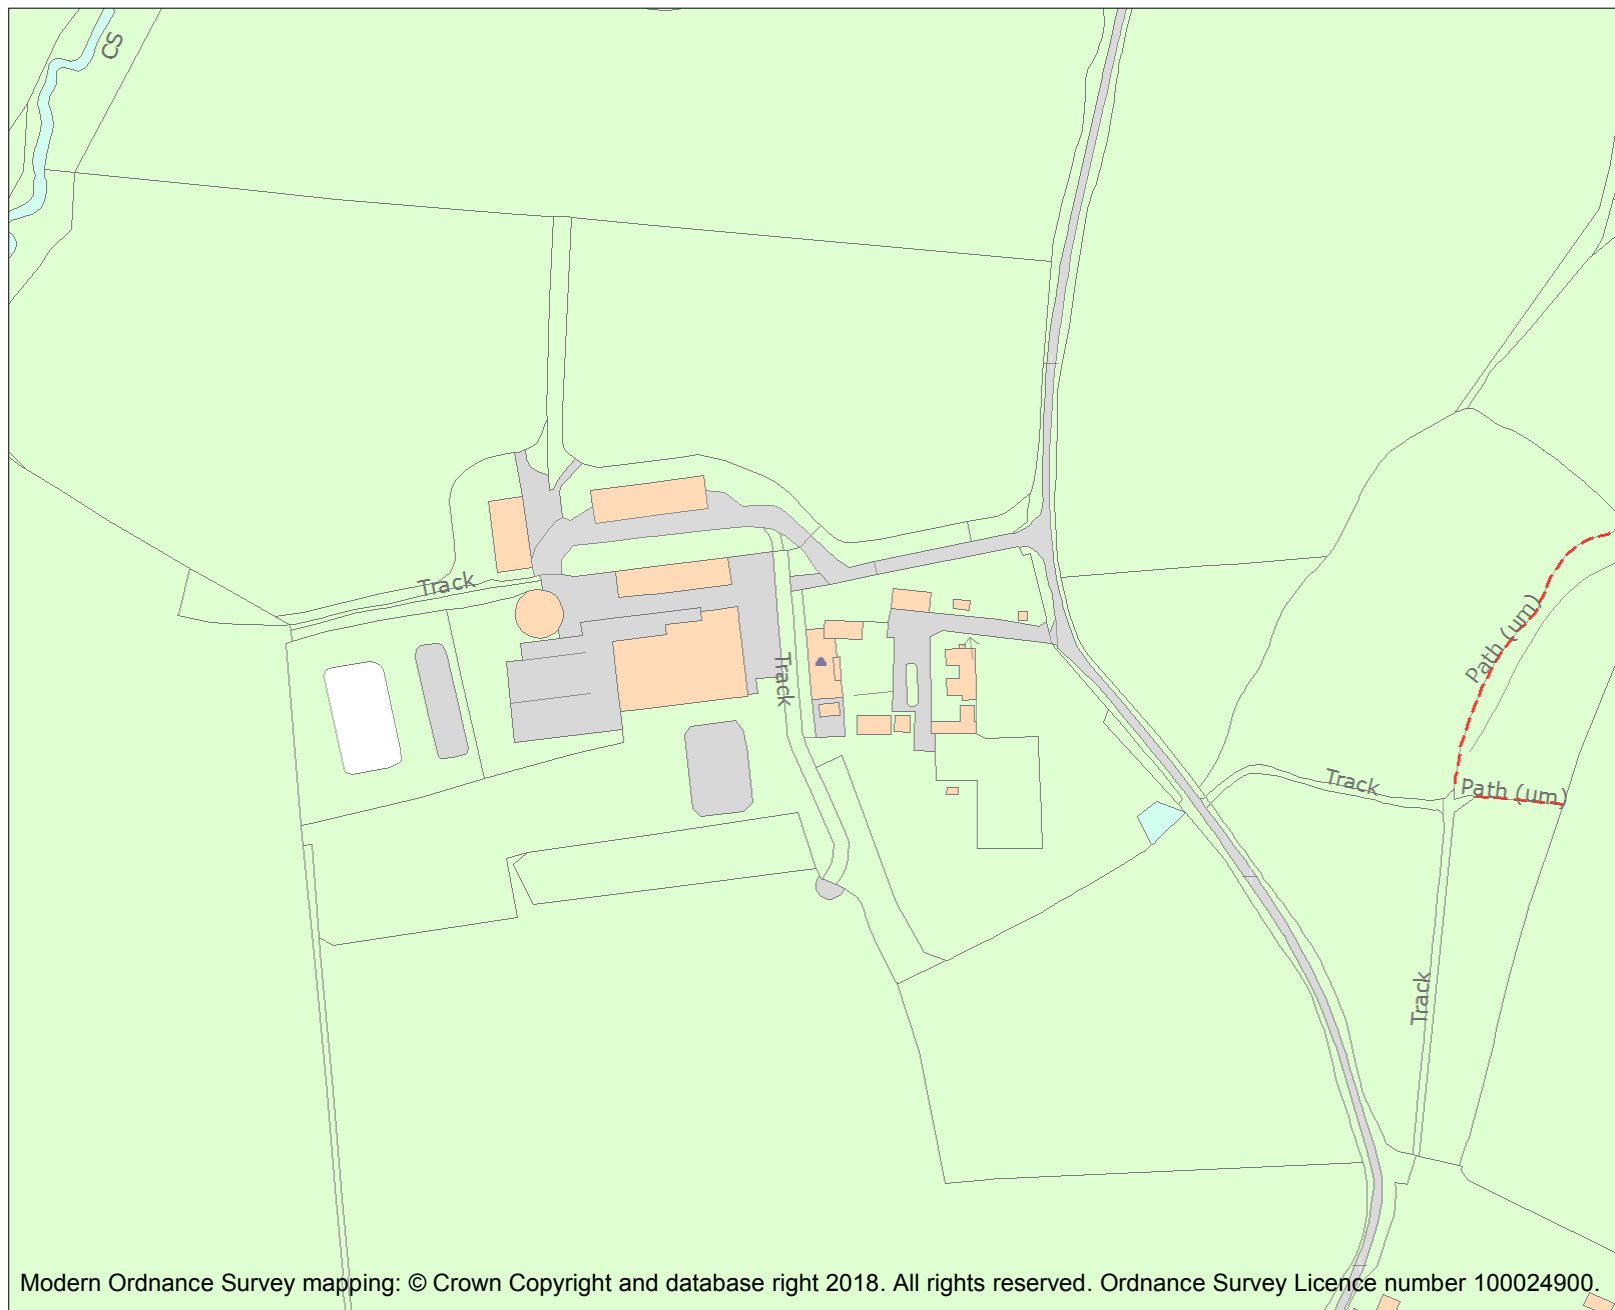 CS
Track
Path (um)
Track
Track
Path (um)
Track
Modern Ordnance Survey mapping: © Crown Copyright and database right 2018. All rights reserved. Ordnance Survey Licence number 100024900.